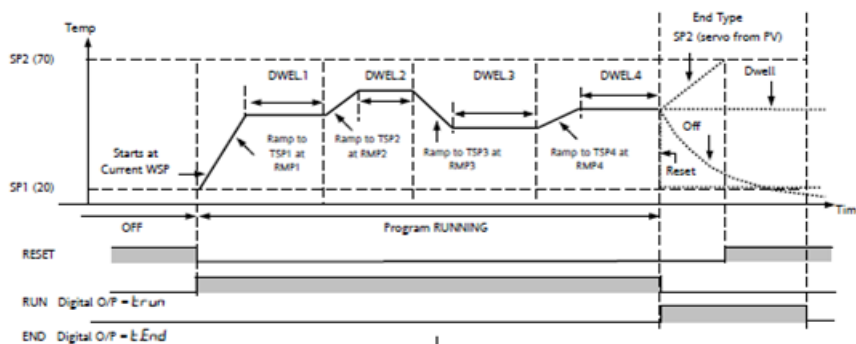 Temp
End Type
SP2 (servo from PV)
SP2 (70)
DWEL.1
DWEL.2
DWEL.3
DWEL.4
Dwell
Starts at
Current WSP
Ramp to
TSP1 at
RMP1
Ramp to TSP2
at RMP2
Ramp to TSP3 at
RMP3
Ramp to TSP4 at
RMP4
Off
Reset
SP1 (20)
Tim
OFF
Program RUNNING
RESET
RUN Digital O/P = t.run
END Digital O/P = t.End